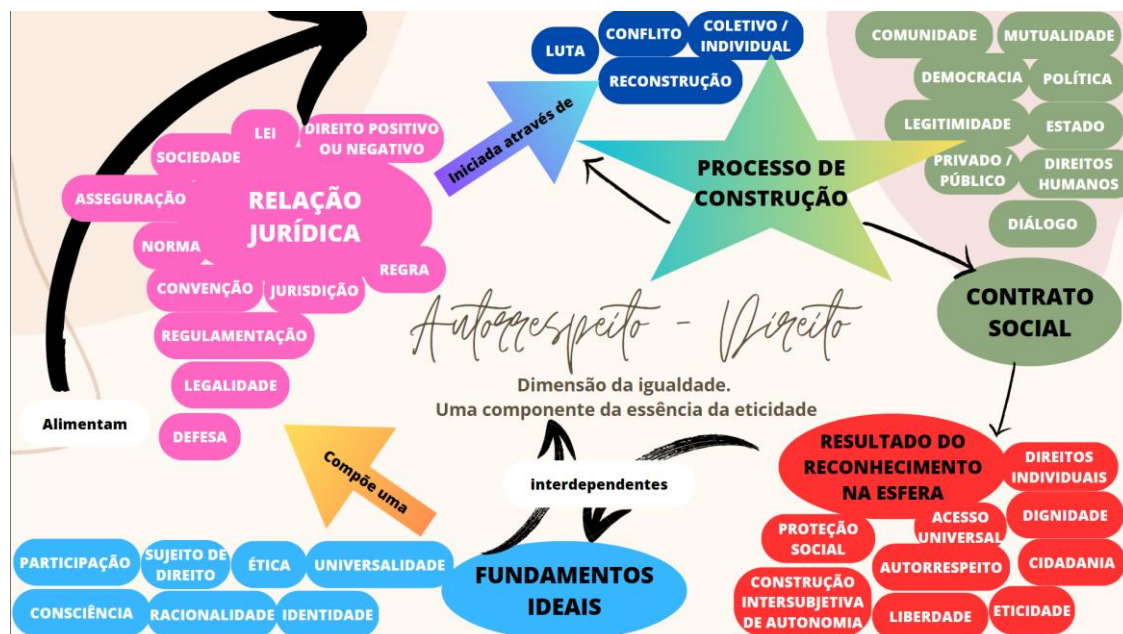 LUTA
CONFLITO
COLETIVO /
INDIVIDUAL
RECONSTRUÇÃO
COMUNIDADE
MUTUALIDADE
DEMOCRACIA
POLÍTICA
LEGITIMIDADE
ESTADO
PRIVADO /
PÚBLICO
DIREITOS
HUMANOS
DIÁLOGO
LEI
DIREITO POSITIVO
OU NEGATIVO
SOCIEDADE
ASSEGURAÇÃO
RELAÇÃO
JURÍDICA
NORMA
REGRA
CONVENÇÃO
JURISDIÇÃO
REGULAMENTAÇÃO
LEGALIDADE
DEFESA
Iniciada através de
PROCESSO DE
CONSTRUÇÃO
CONTRATO
SOCIAL
Autorrespeito - Direito
Dimensão da igualdade.
Uma componente da essência da eticidade
Alimentam
Compõe uma
interdependentes
RESULTADO DO
RECONHECIMENTO
NA ESFERA
DIREITOS
INDIVIDUAIS
PROTEÇÃO
SOCIAL
ACESSO
UNIVERSAL
DIGNIDADE
AUTORRESPEITO
CIDADANIA
CONSTRUÇÃO
INTERSUBJETIVA
DE AUTONOMIA
LIBERDADE
ETICIDADE
PARTICIPAÇÃO
SUJEITO DE
DIREITO
ÉTICA
UNIVERSALIDADE
CONSCIÊNCIA
RACIONALIDADE
IDENTIDADE
FUNDAMENTOS
IDEAIS